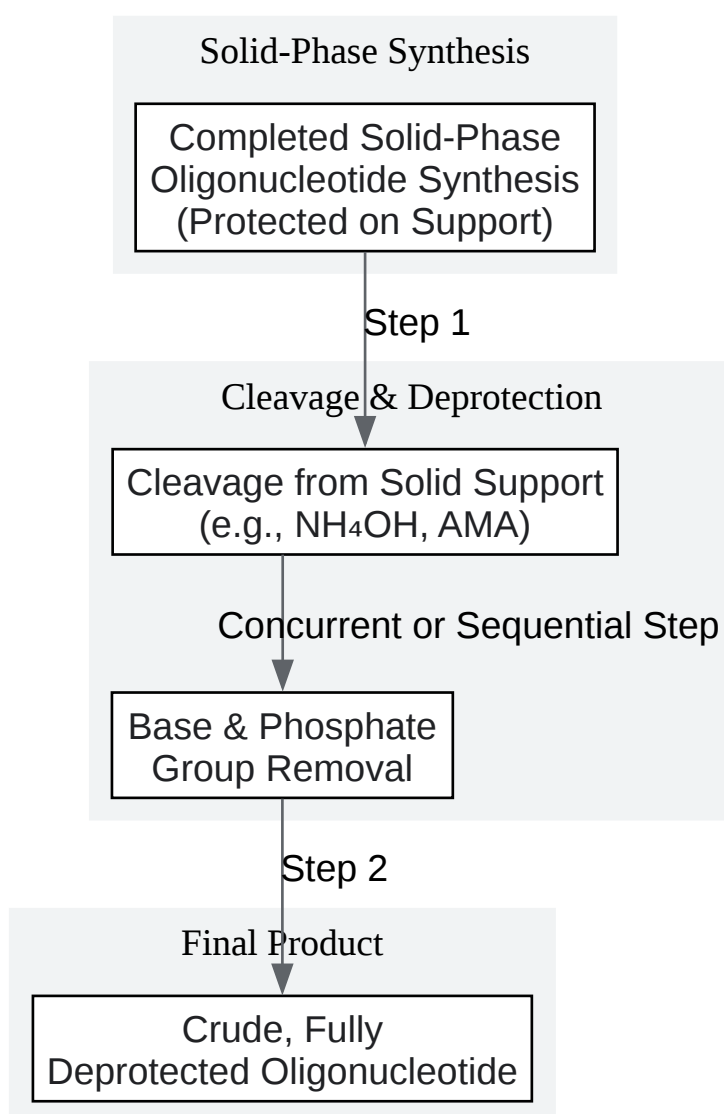 Solid-Phase Synthesis
Completed Solid-Phase
Oligonucleotide Synthesis
(Protected on Support)
Step 1
Cleavage & Deprotection
Cleavage from Solid Support
(e.g., NH₄OH, AMA)
Concurrent or Sequential Step
Base & Phosphate
Group Removal
Step 2
Final Product
Crude, Fully
Deprotected Oligonucleotide